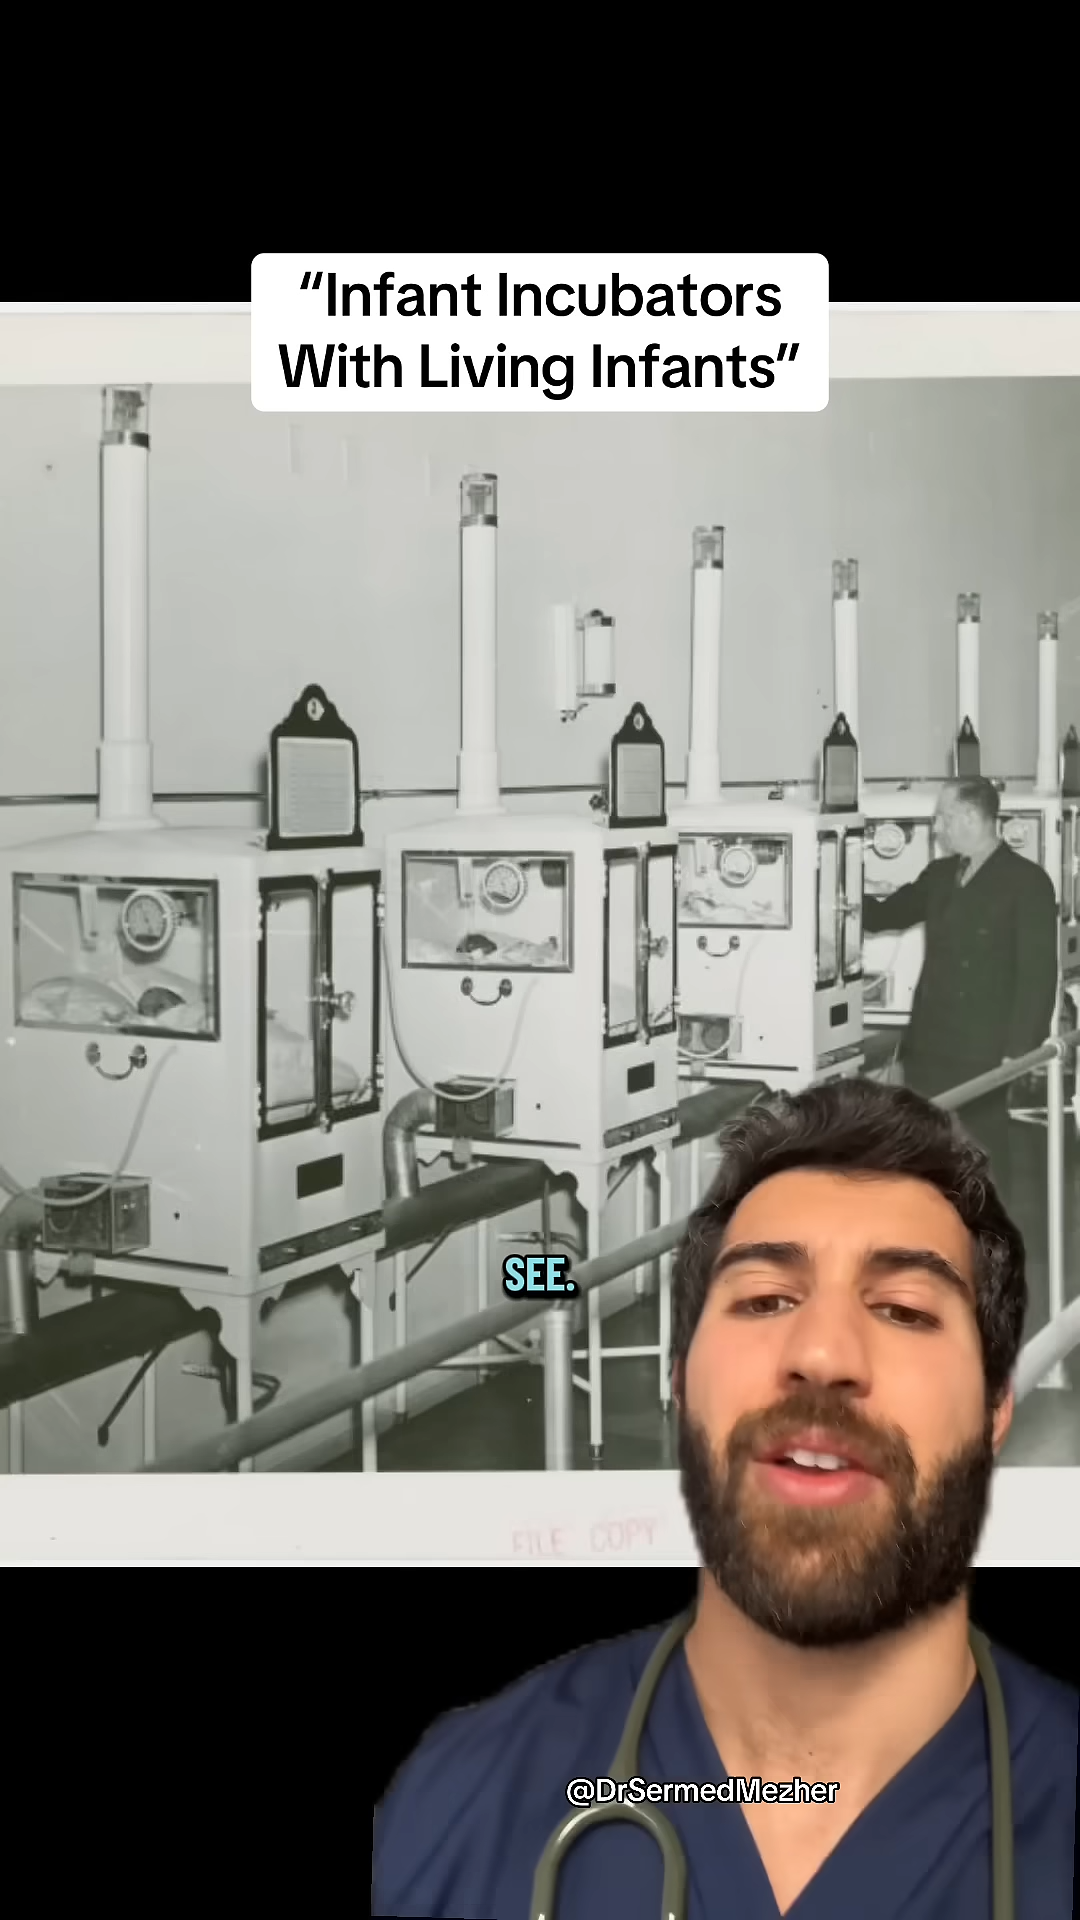 “Infant Incubators
With Living Infants”
SEE.
FILE COPY
@DrSermedMezher